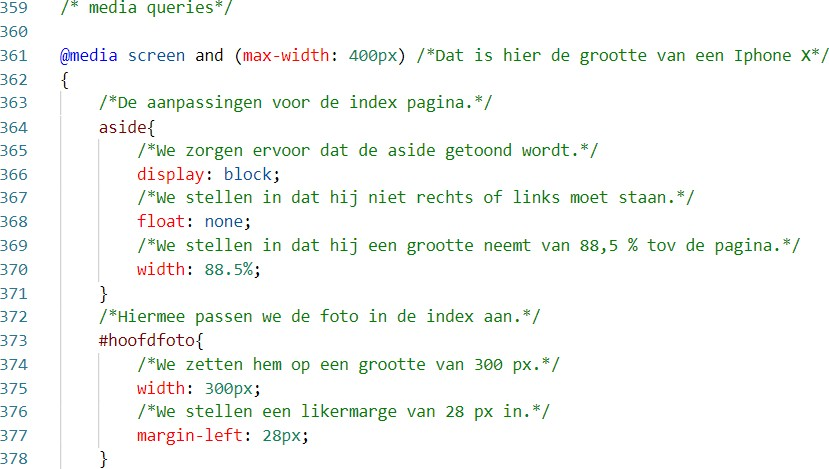 359 /* media queries*/
360
361 @media screen and (max-width: 400px) /*Dat is hier de grootte van een Iphone X*/
362 {
363 /*De aanpassingen voor de index pagina.*/
364 aside{
365 /*We zorgen ervoor dat de aside getoond wordt.*/
366 display: block;
367 /*We stellen in dat hij niet rechts of links moet staan.*/
368 float: none;
369 /*We stellen in dat hij een grootte neemt van 88,5 % tov de pagina.*/
370 width: 88.5%;
371 }
372 /*Hiermee passen we de foto in de index aan.*/
373 #hoofdfoto{
374 /*We zetten hem op een grootte van 300 px.*/
375 width: 300px;
376 /*We stellen een likermarge van 28 px in.*/
377 margin-left: 28px;
378 }